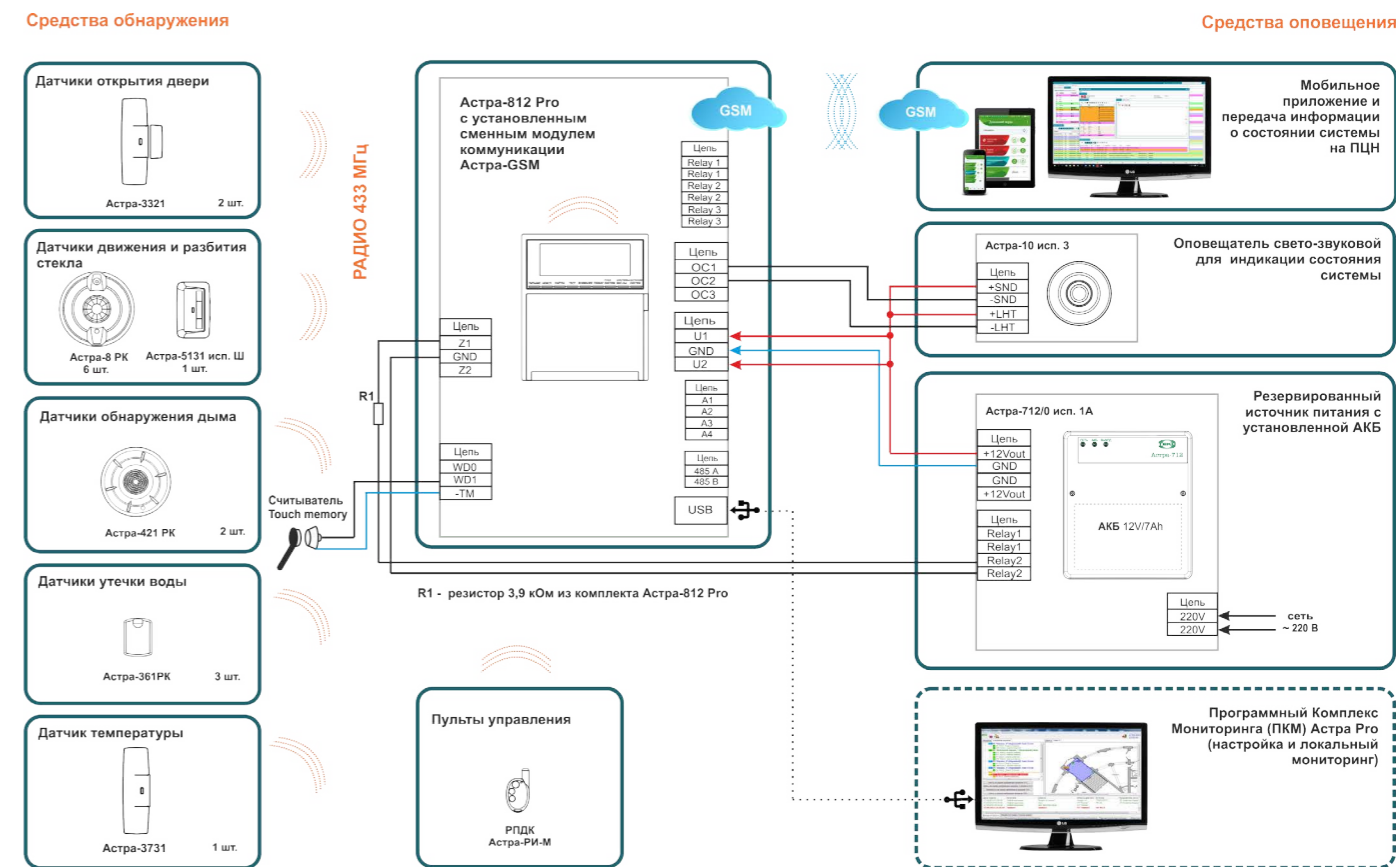 Средства обнаружения
Средства оповещения
Датчики открытия двери
Астра-3321 2 шт.
Датчики движения и разбития
стекла
Астра-8 РК
6 шт.
Астра-5131 исп. Ш
1 шт.
Датчики обнаружения дыма
Астра-421 РК 2 шт.
Датчики утечки воды
Астра-361РК 3 шт.
Датчик температуры
Астра-3731 1 шт.
РАДИО 433 МГц
Астра-812 Pro
с установленным
сменным модулем
коммуникации
Астра-GSM
GSM
Цепь
Relay 1
Relay 1
Relay 2
Relay 2
Relay 3
Relay 3
Цепь
OC1
OC2
OC3
Цепь
U1
GND
U2
Цепь
A1
A2
A3
A4
Цепь
485 A
485 B
USB
Цепь
Z1
GND
Z2
R1
Цепь
WD0
WD1
-TM
Считыватель
Touch memory
R1 - резистор 3,9 кОм из комплекта Астра-812 Pro
Пульты управления
РПДК
Астра-РИ-М
GSM
Мобильное
приложение и
передача информации
о состоянии системы
на ПЦН
Астра-10 исп. 3
Цепь
+SND
-SND
+LHT
-LHT
Оповещатель свето-звуковой
для индикации состояния
системы
Резервированный
источник питания с
установленной АКБ
Астра-712/0 исп. 1А
Цепь
+12Vout
GND
GND
+12Vout
Цепь
Relay1
Relay1
Relay2
Relay2
Астра-712
АКБ 12V/7Ah
Цепь
220V
220V
сеть
~ 220 В
Программный Комплекс
Мониторинга (ПКМ) Астра Pro
(настройка и локальный
мониторинг)